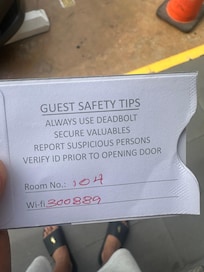 GUEST SAFETY TIPS
ALWAYS USE DEADBOLT
SECURE VALUABLES
REPORT SUSPICIOUS PERSONS
VERIFY ID PRIOR TO OPENING DOOR
Room No.: 104
Wi-fi 300889